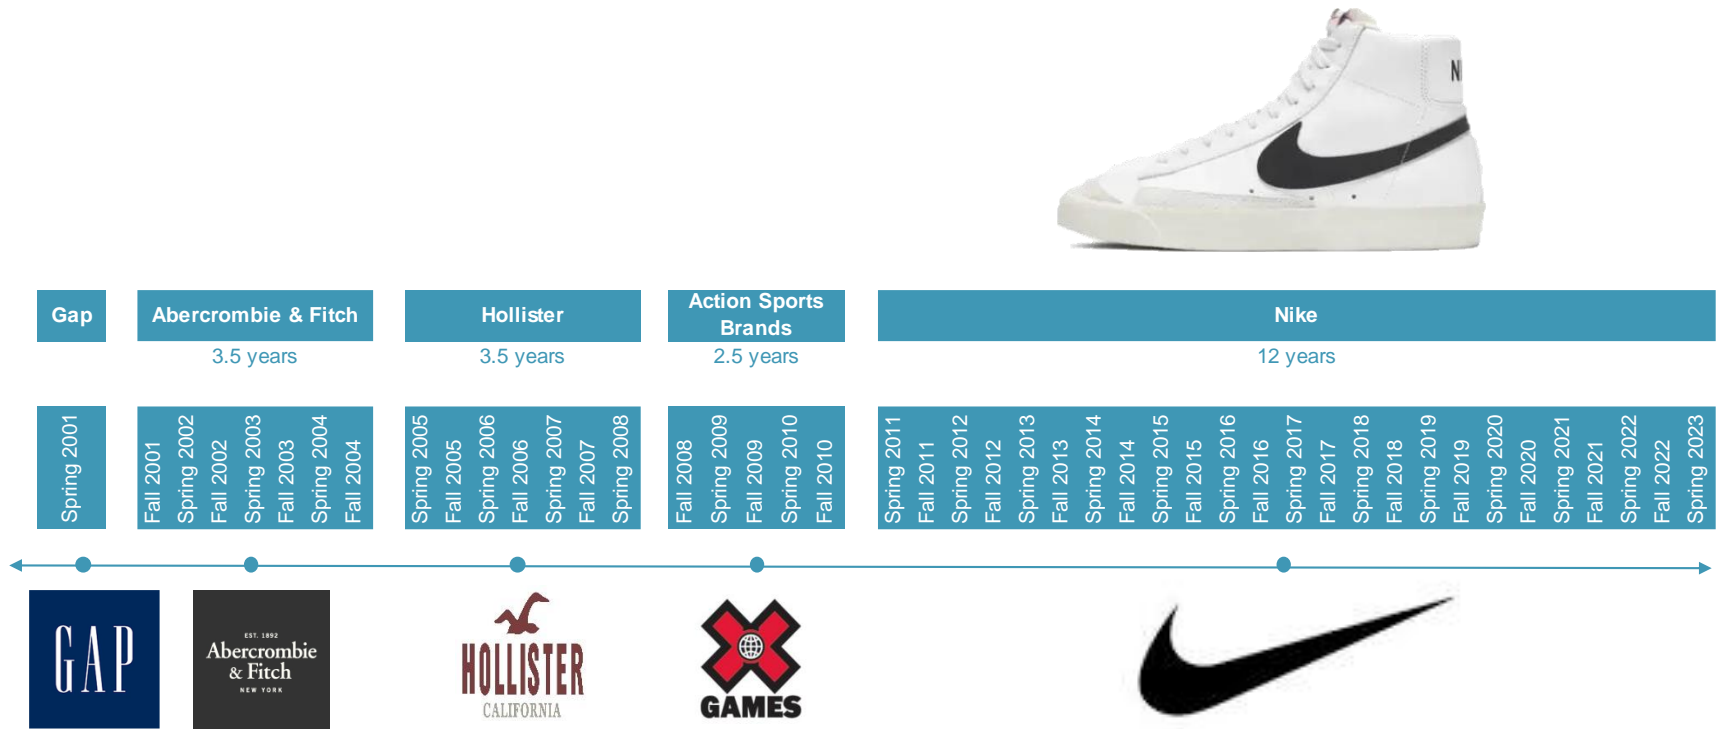 NI
Gap
Abercrombie & Fitch
Hollister
Action Sports
Brands
Nike
3.5 years
3.5 years
2.5 years
12 years
Spring 2001
Fall 2001
Spring 2002
Fall 2002
Spring 2003
Fall 2003
Spring 2004
Fall 2004
Spring 2005
Fall 2005
Spring 2006
Fall 2006
Spring 2007
Fall 2007
Spring 2008
Fall 2008
Spring 2009
Fall 2009
Spring 2010
Fall 2010
Spring 2011
Fall 2011
Spring 2012
Fall 2012
Spring 2013
Fall 2013
Spring 2014
Fall 2014
Spring 2015
Fall 2015
Spring 2016
Fall 2016
Spring 2017
Fall 2017
Spring 2018
Fall 2018
Spring 2019
Fall 2019
Spring 2020
Fall 2020
Spring 2021
Fall 2021
Spring 2022
Fall 2022
Spring 2023
GAP
EST. 1892
Abercrombie
& Fitch
NEW YORK
HOLLISTER
CALIFORNIA
X
GAMES